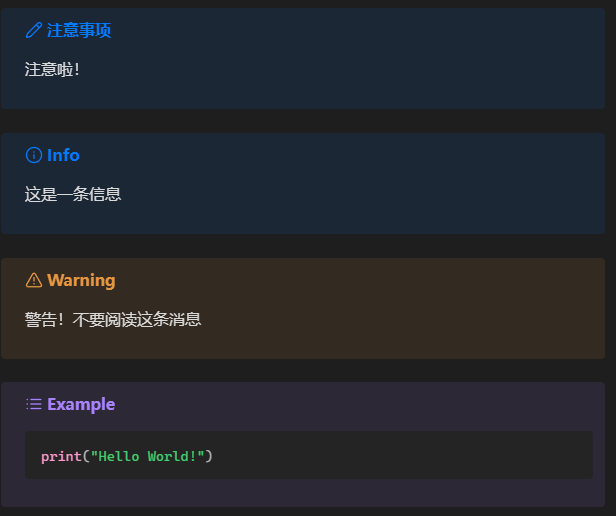 注意事项
注意啦!
Info
这是一条信息
Warning
警告！不要阅读这条消息
Example
print("Hello World!")